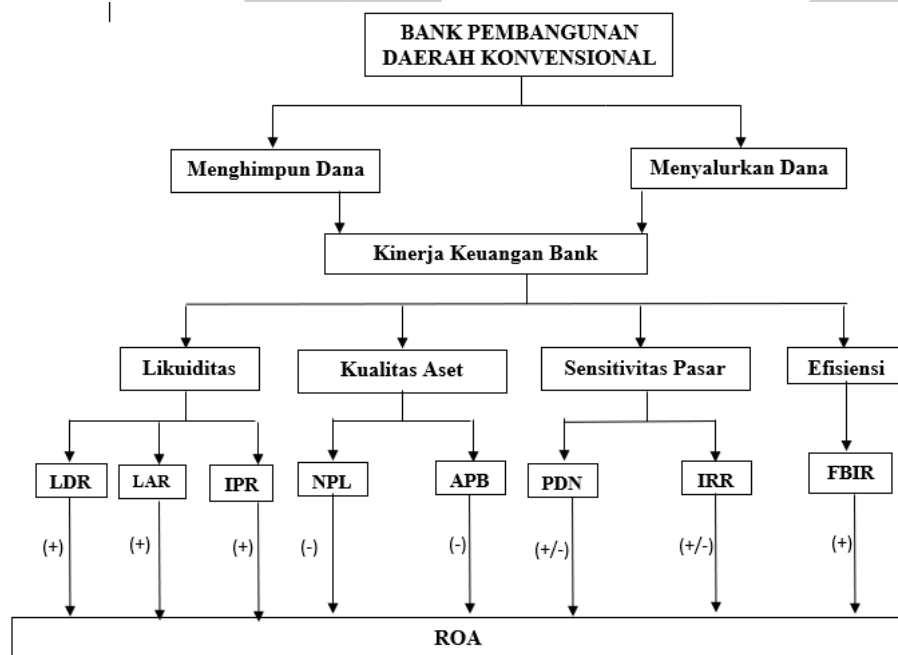 BANK PEMBANGUNAN
DAERAH KONVENSIONAL
Menghimpun Dana
Menyalurkan Dana
Kinerja Keuangan Bank
Likuiditas
Kualitas Aset
Sensitivitas Pasar
Efisiensi
LDR
LAR
IPR
NPL
APB
PDN
IRR
FBIR
(+)
(+)
(+)
(-)
(-)
(+/-)
(+/-)
(+)
ROA